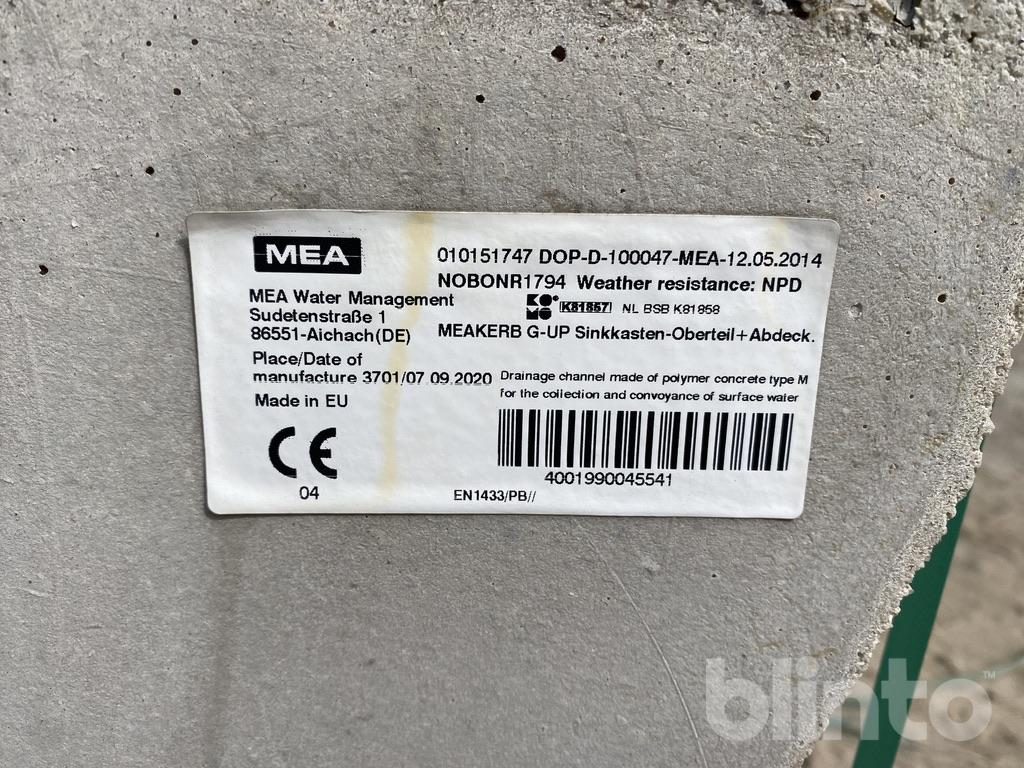 MEA
MEA Water Management
Sudetenstraße 1
86551-Aichach(DE)
Place/Date of
manufacture 3701/07.09.2020
Made in EU
CE
04
010151747 DOP-D-100047-MEA-12.05.2014
NOBONR1794 Weather resistance: NPD
KOMO K81857 NL BSB K81858
MEAKERB G-UP Sinkkasten-Oberteil+Abdeck.
Drainage channel made of polymer concrete type M
for the collection and convoyance of surface water
4001990045541
EN1433/PB//
blinto™